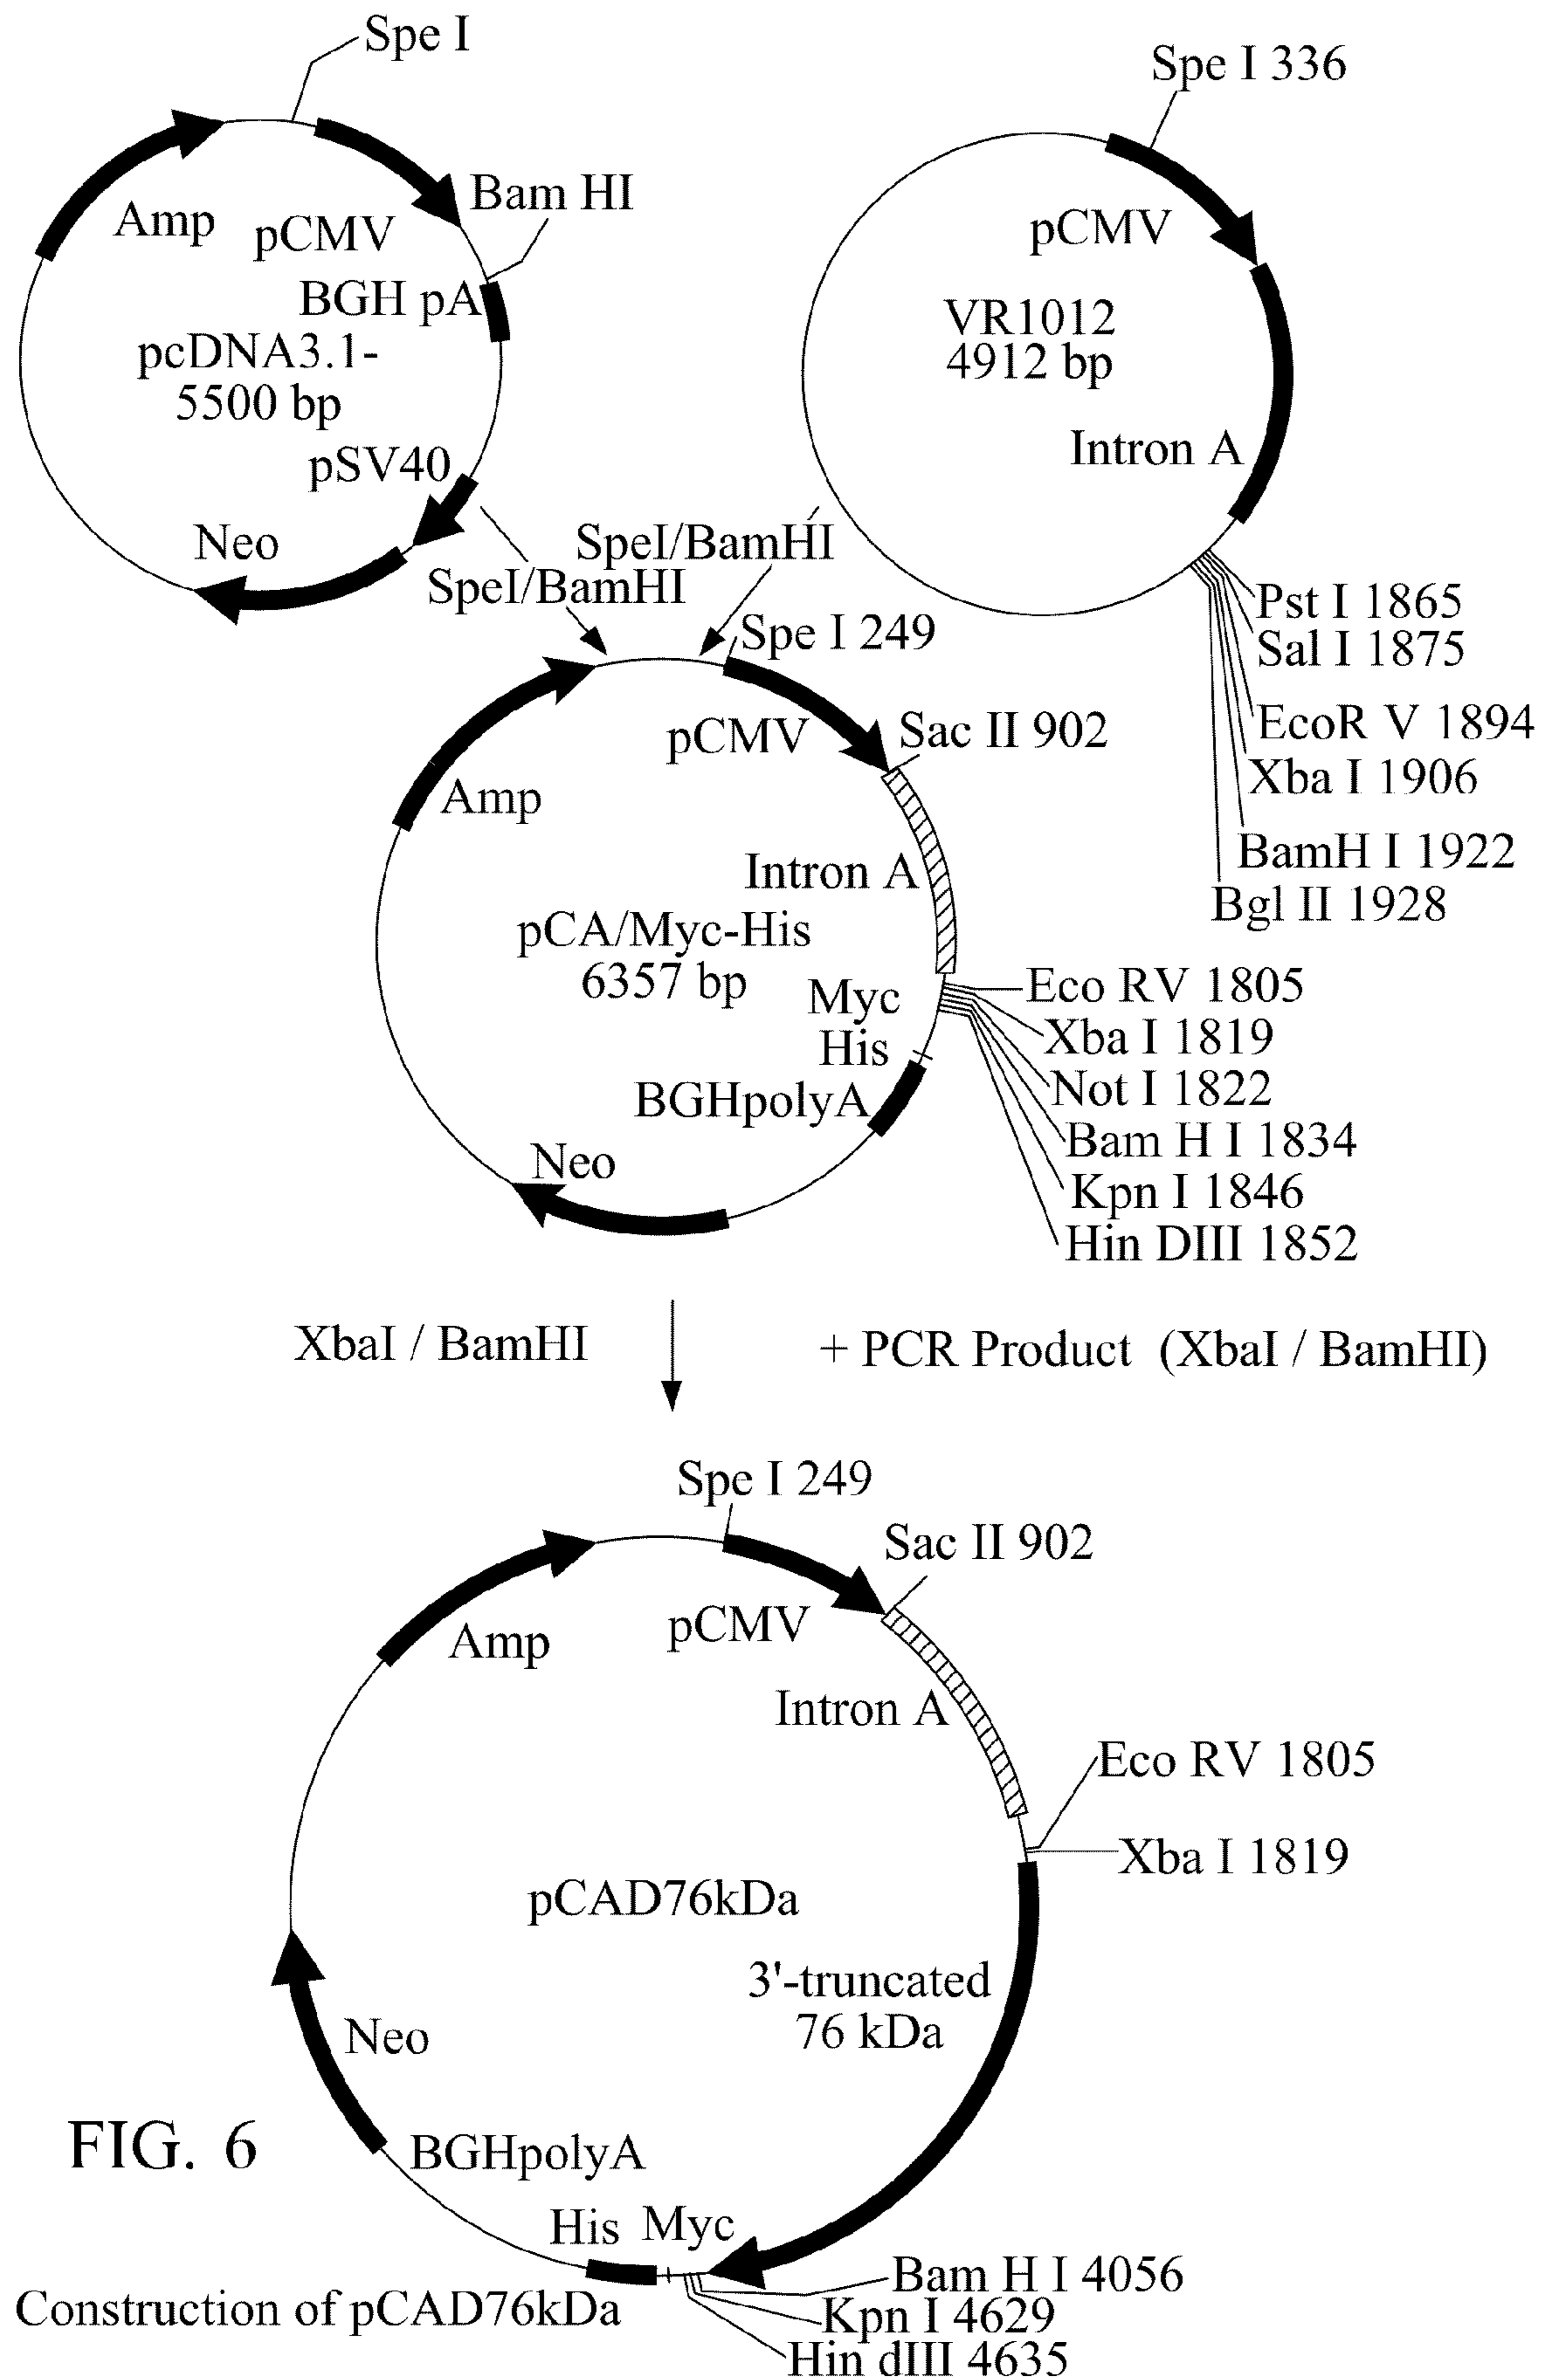 Spe I
Amp
pCMV
Bam HI
BGH pA
pcDNA3.1-
5500 bp
pSV40
Neo
SpeI/BamHI
Spe I 336
pCMV
VR1012
4912 bp
Intron A
SpeI/BamHI
Pst I 1865
Sal I 1875
EcoR V 1894
Xba I 1906
BamH I 1922
Bgl II 1928
Spe I 249
pCMV
Sac II 902
Amp
Intron A
pCA/Myc-His
6357 bp
Myc
His
BGHpolyA
Neo
Eco RV 1805
Xba I 1819
Not I 1822
Bam H I 1834
Kpn I 1846
Hin DIII 1852
XbaI / BamHI
+ PCR Product (XbaI / BamHI)
Spe I 249
Sac II 902
Amp
pCMV
Intron A
Eco RV 1805
Xba I 1819
pCAD76kDa
3'-truncated
76 kDa
Neo
BGHpolyA
His Myc
Bam H I 4056
Kpn I 4629
Hin dIII 4635
FIG. 6
Construction of pCAD76kDa